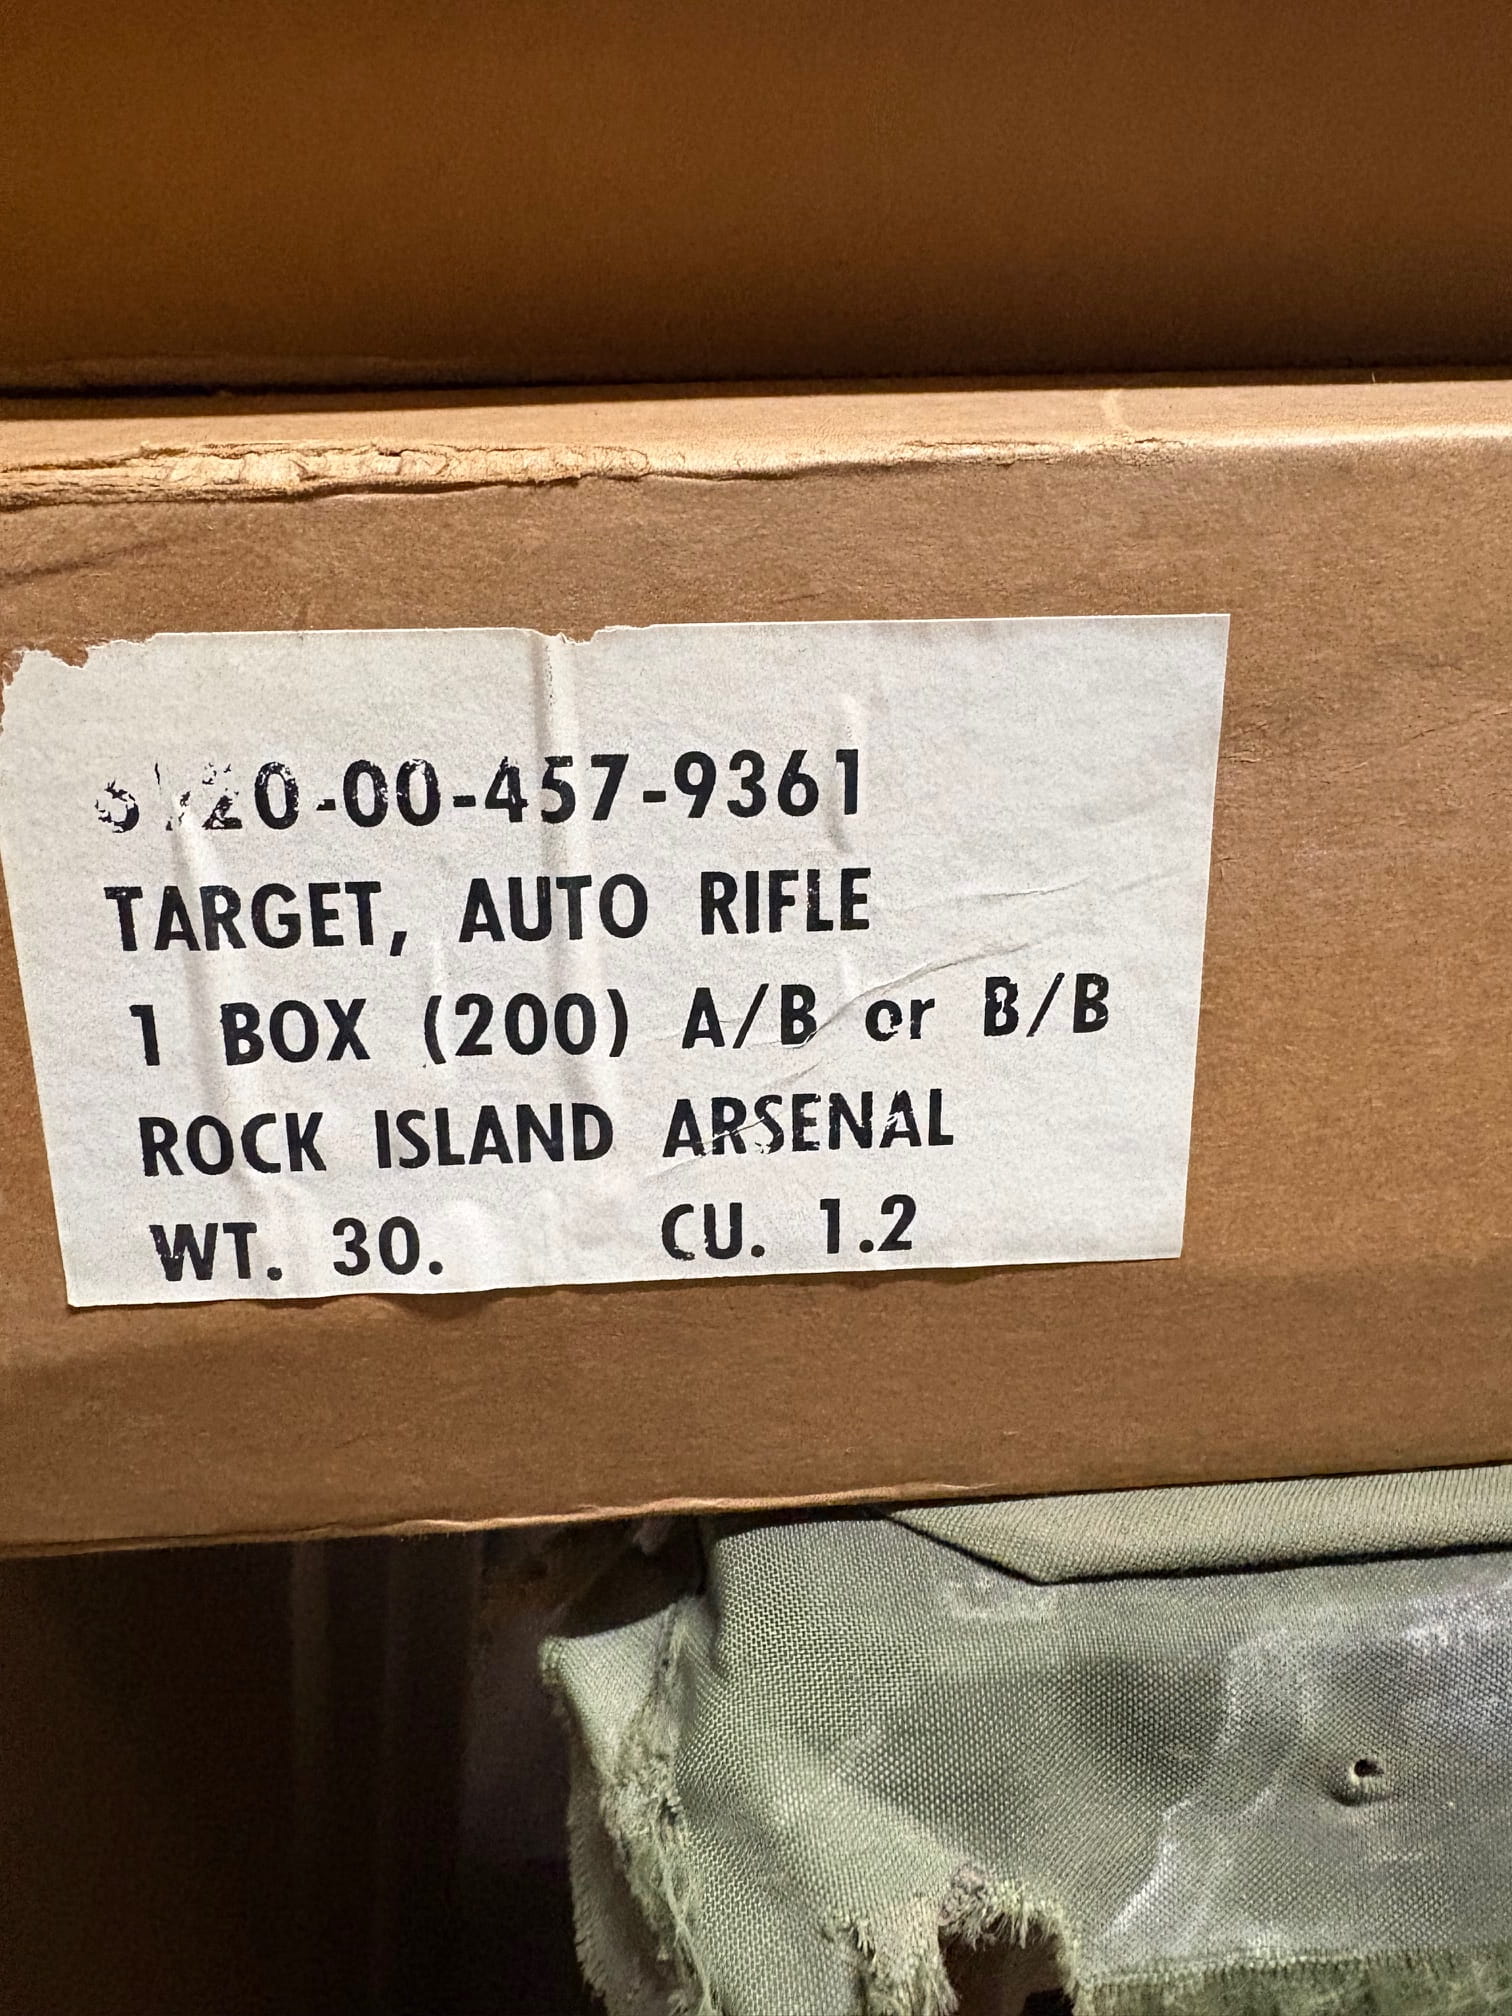 20-00-457-9361
TARGET, AUTO RIFLE
1 BOX (200) A/B or B/B
ROCK ISLAND ARSENAL
WT. 30. CU. 1.2